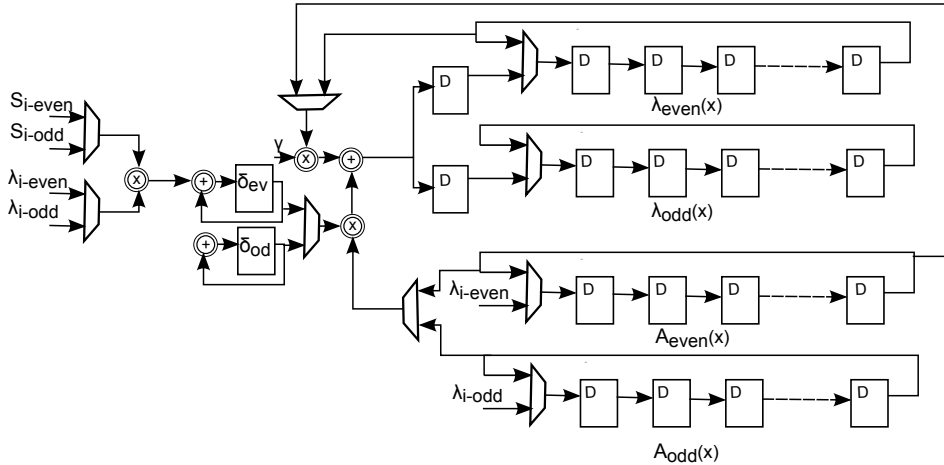 D D D D
D
λeven(x)
Si-even
Si-odd
γ
x +
D D D D
D
λodd(x)
λi-even
λi-odd
x
+ δev
x
+ δod
λi-even
D D D D
Aeven(x)
λi-odd
D D D D
Aodd(x)